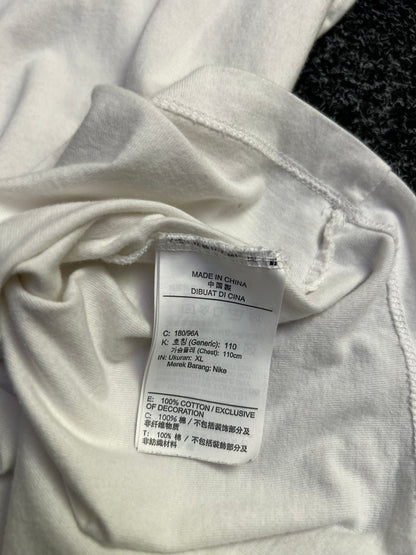 MADE IN CHINA
中国製
DIBUAT DI CINA
C: 180/96A
K: 호칭 (Generic): 110
가슴둘레 (Chest): 110cm
IN: Ukuran: XL
Merek Barang: Nike
E: 100% COTTON / EXCLUSIVE
OF DECORATION
C: 100% 棉 / 不包括装饰部分及
非纤维物质
T: 100% 棉 / 不包括裝飾部分及
非紡織材料